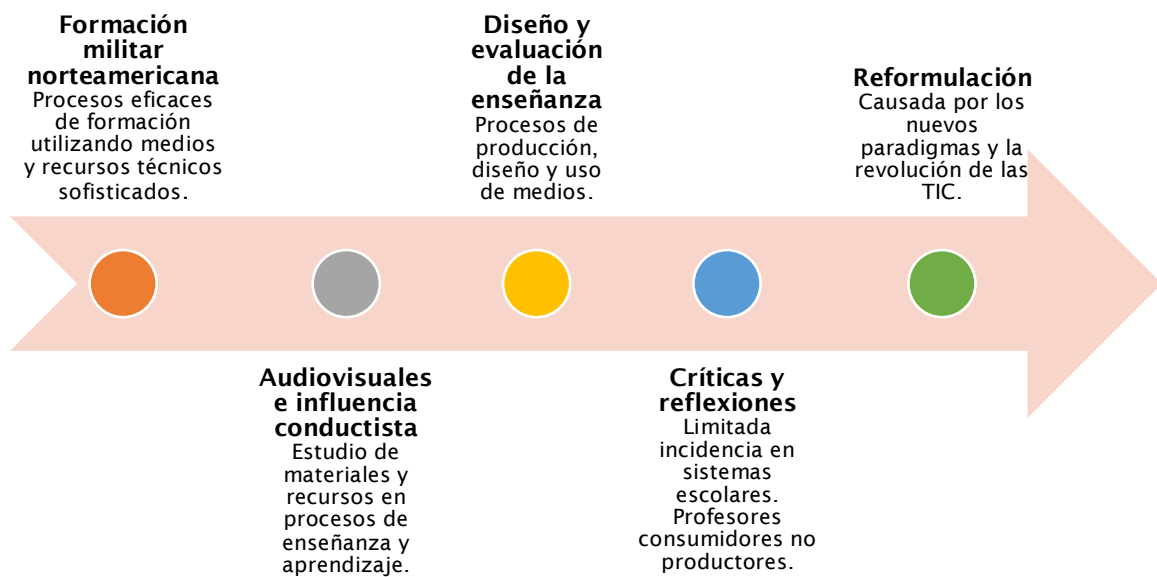 Formación
militar
norteamericana
Procesos eficaces
de formación
utilizando medios
y recursos técnicos
sofisticados.
Audiovisuales
e influencia
conductista
Estudio de
materiales y
recursos en
procesos de
enseñanza y
aprendizaje.
Diseño y
evaluación
de la
enseñanza
Procesos de
producción,
diseño y uso
de medios.
Críticas y
reflexiones
Limitada
incidencia en
sistemas
escolares.
Profesores
consumidores no
productores.
Reformulación
Causada por los
nuevos
paradigmas y la
revolución de las
TIC.